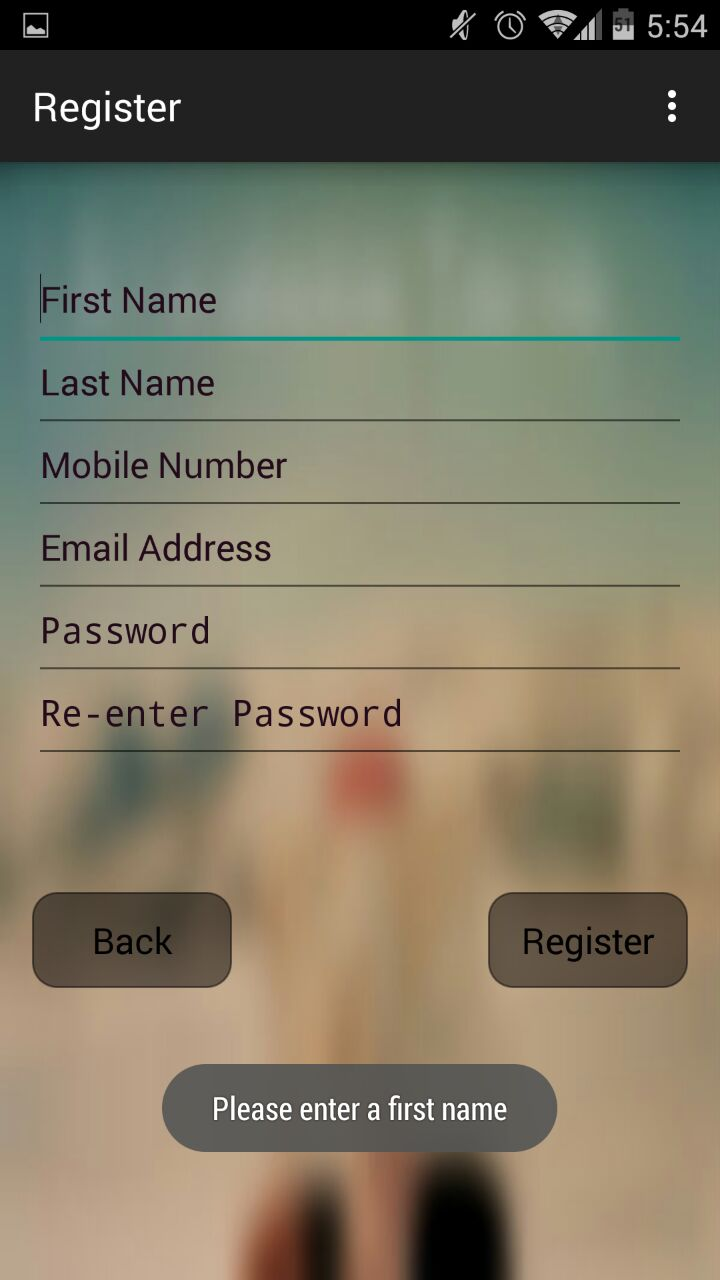 51 5:54
Register
First Name
Last Name
Mobile Number
Email Address
Password
Re-enter Password
Back Register
Please enter a first name